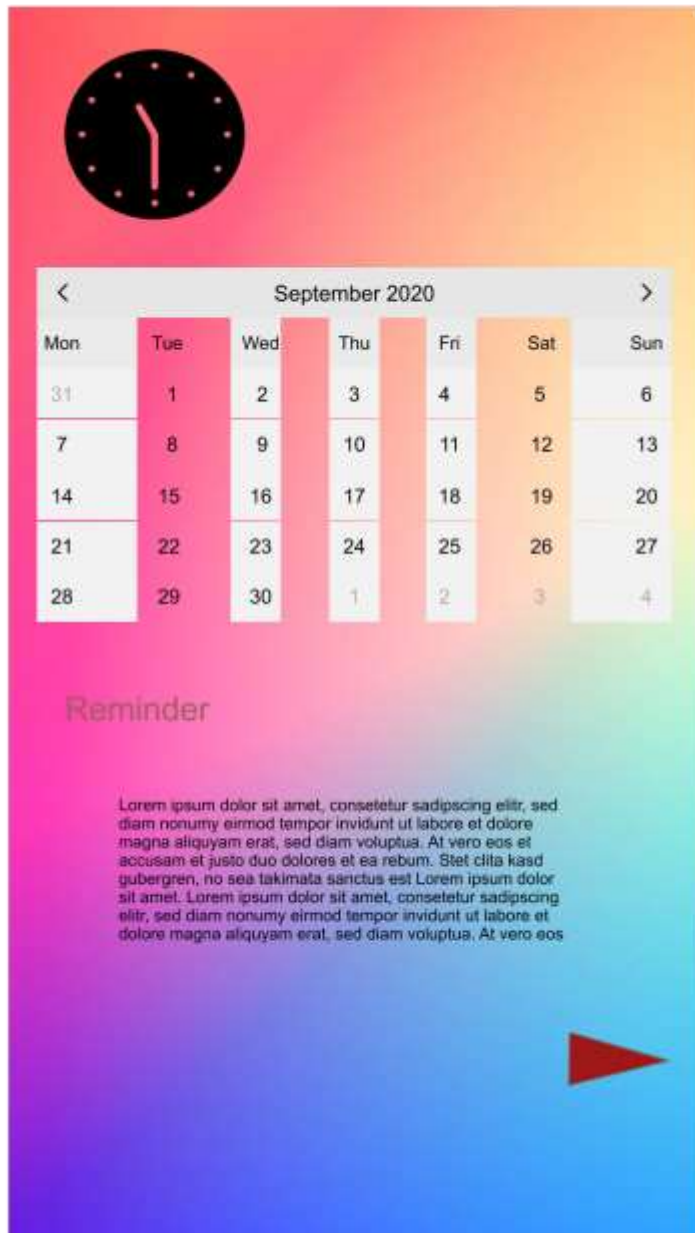 September 2020
Mon Tue Wed Thu Fri Sat Sun
31 1 2 3 4 5 6
7 8 9 10 11 12 13
14 15 16 17 18 19 20
21 22 23 24 25 26 27
28 29 30 1 2 3 4
Reminder
Lorem ipsum dolor sit amet, consetetur sadipscing elitr, sed
diam nonumy eirmod tempor invidunt ut labore et dolore
magna aliquyam erat, sed diam voluptua. At vero eos et
accusam et justo duo dolores et ea rebum. Stet clita kasd
gubergren, no sea takimata sanctus est Lorem ipsum dolor
sit amet. Lorem ipsum dolor sit amet, consetetur sadipscing
elitr, sed diam nonumy eirmod tempor invidunt ut labore et
dolore magna aliquyam erat, sed diam voluptua. At vero eos